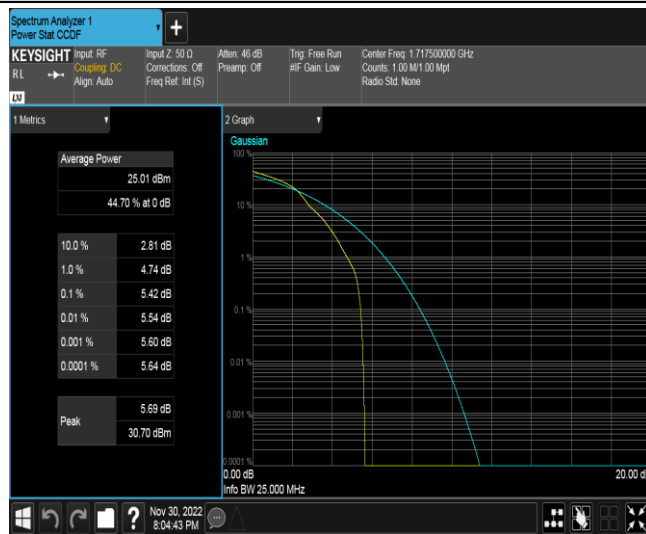 Spectrum Analyzer 1
Power Stat CCDF
+
KEYSIGHT
RL
LXI
Input: RF
Coupling: DC
Align: Auto
Input Z: 50 Ω
Corrections: Off
Freq Ref: Int (S)
Atten: 46 dB
Preamp: Off
Trig: Free Run
#IF Gain: Low
Center Freq: 1.717500000 GHz
Counts: 1.00 M/1.00 Mpt
Radio Std: None
1 Metrics
Average Power
25.01 dBm
44.70 % at 0 dB
10.0 % 2.81 dB
1.0 % 4.74 dB
0.1 % 5.42 dB
0.01 % 5.54 dB
0.001 % 5.60 dB
0.0001 % 5.64 dB
Peak
5.69 dB
30.70 dBm
2 Graph
Gaussian
100 %
10 %
1 %
0.1 %
0.01 %
0.001 %
0.0001 %
0.00 dB
20.00 d
Info BW 25.000 MHz
?
Nov 30, 2022
8:04:43 PM